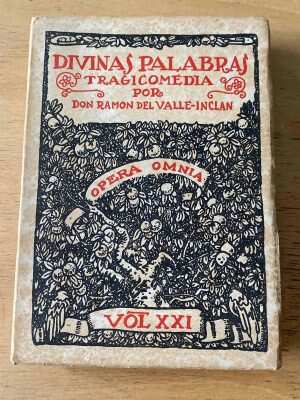 DIVINAS PALABRAS
TRAGICOMEDIA
POR
DON RAMON DEL VALLE-INCLAN
OPERA OMNIA
VOL XXI